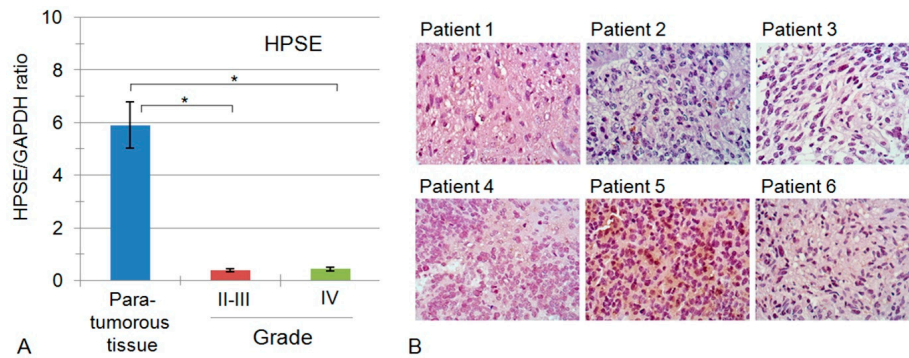 HPSE
HPSE/GAPDH ratio
10
8
6
4
2
0
*
*
Para-
tumorous
tissue
II-III
IV
Grade
A
Patient 1
Patient 2
Patient 3
Patient 4
Patient 5
Patient 6
B